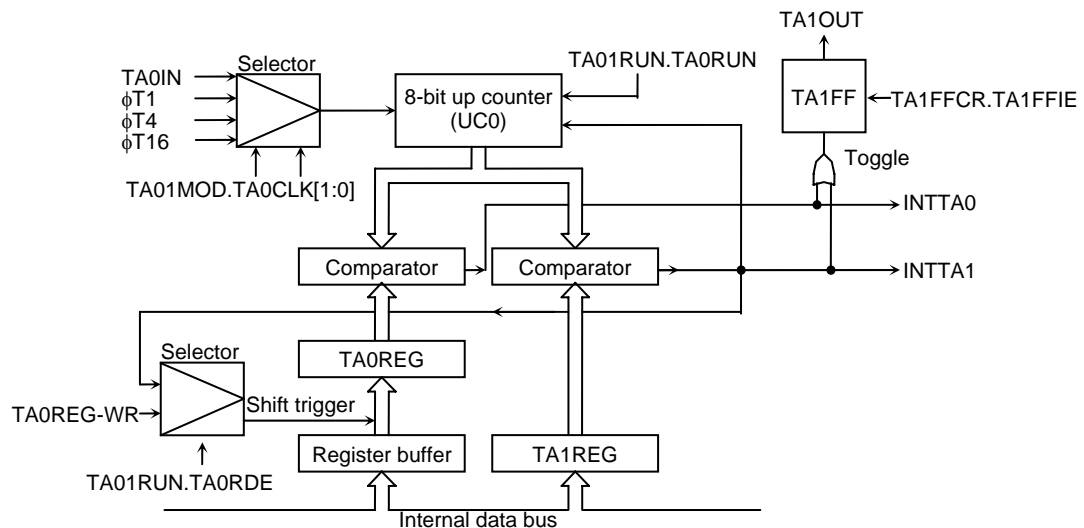 TA1OUT
Selector
TA01RUN.TA0RUN
TA0IN
ϕT1
ϕT4
ϕT16
8-bit up counter
(UC0)
TA1FF
TA1FFCR.TA1FFIE
Toggle
TA01MOD.TA0CLK[1:0]
INTTA0
Comparator
Comparator
INTTA1
Selector
TA0REG
TA0REG-WR
Shift trigger
Register buffer
TA1REG
TA01RUN.TA0RDE
Internal data bus